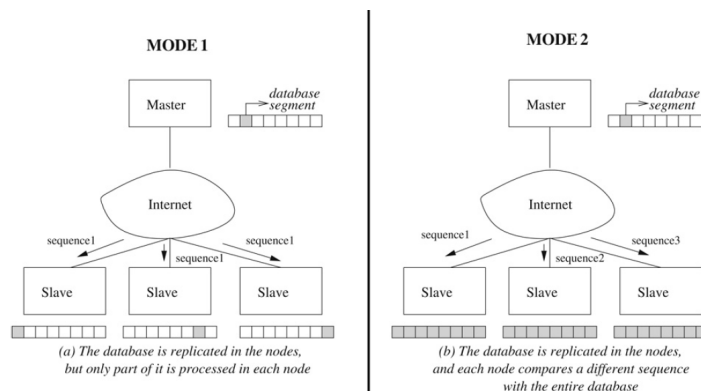 MODE 1
database
segment
Master
Internet
sequence1
sequence1
sequence1
Slave
Slave
Slave
(a) The database is replicated in the nodes,
but only part of it is processed in each node
MODE 2
database
segment
Master
Internet
sequence1
sequence2
sequence3
Slave
Slave
Slave
(b) The database is replicated in the nodes,
and each node compares a different sequence
with the entire database